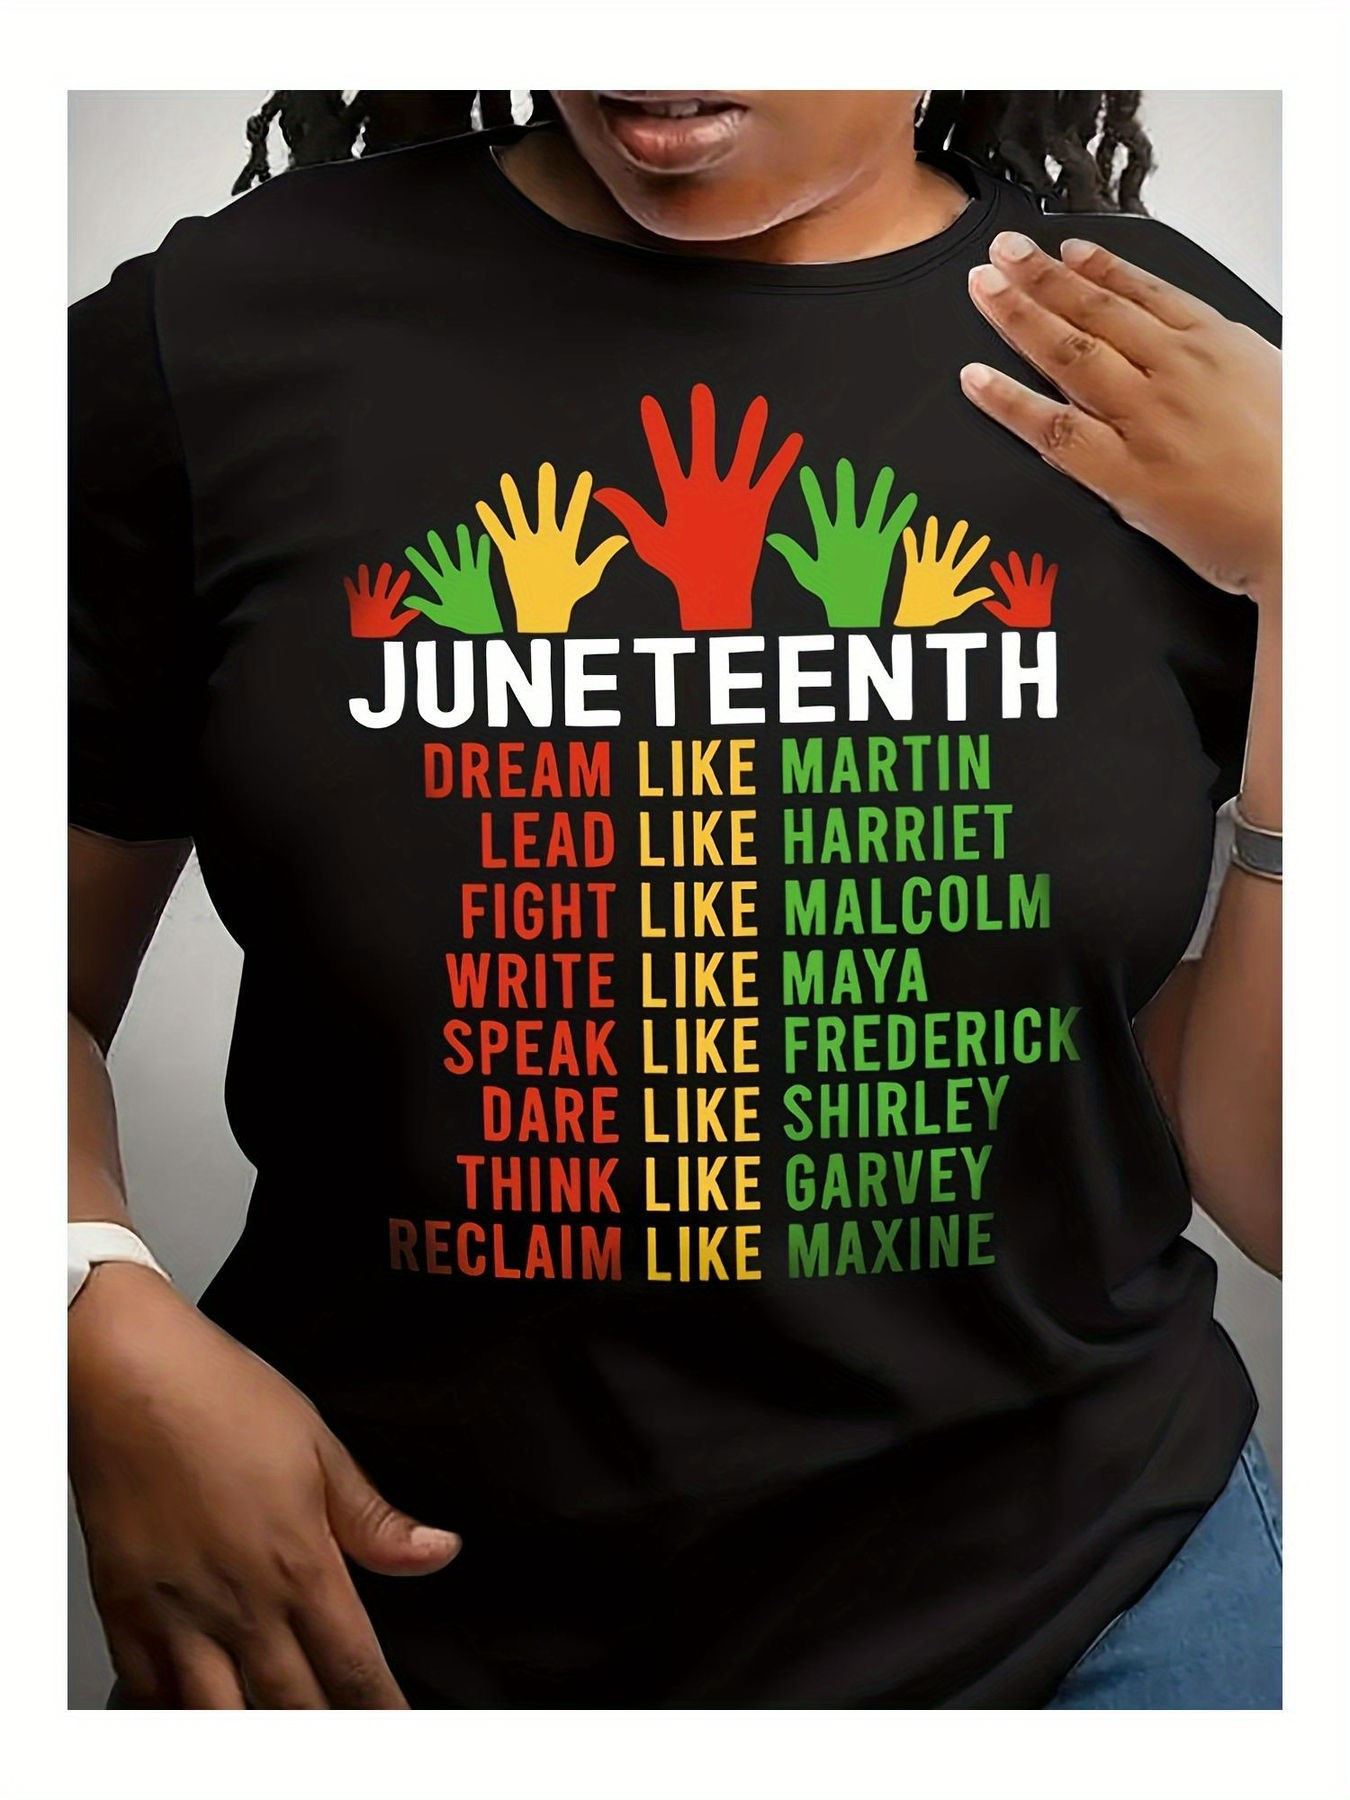 JUNETEENTH
DREAM LIKE MARTIN
LEAD LIKE HARRIET
FIGHT LIKE MALCOLM
WRITE LIKE MAYA
SPEAK LIKE FREDERICK
DARE LIKE SHIRLEY
THINK LIKE GARVEY
RECLAIM LIKE MAXINE